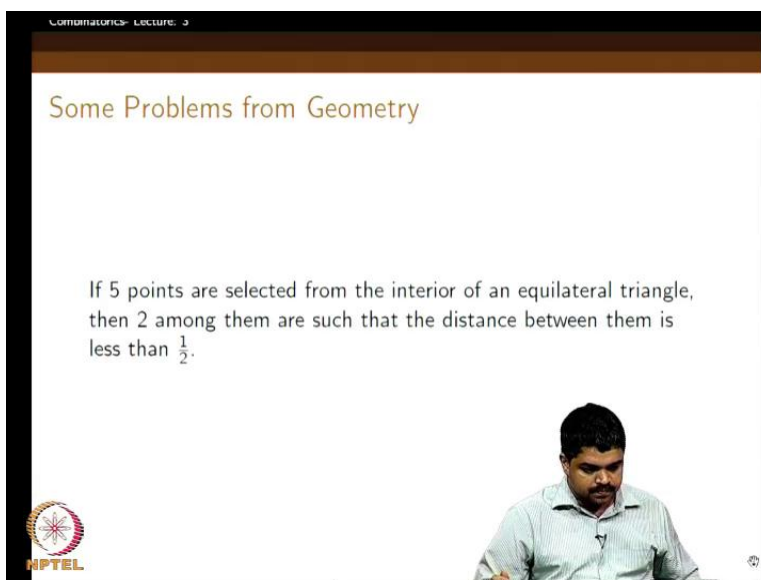 Combinatorics- Lecture: 3
Some Problems from Geometry
If 5 points are selected from the interior of an equilateral triangle,
then 2 among them are such that the distance between them is
less than 1/2.
NPTEL